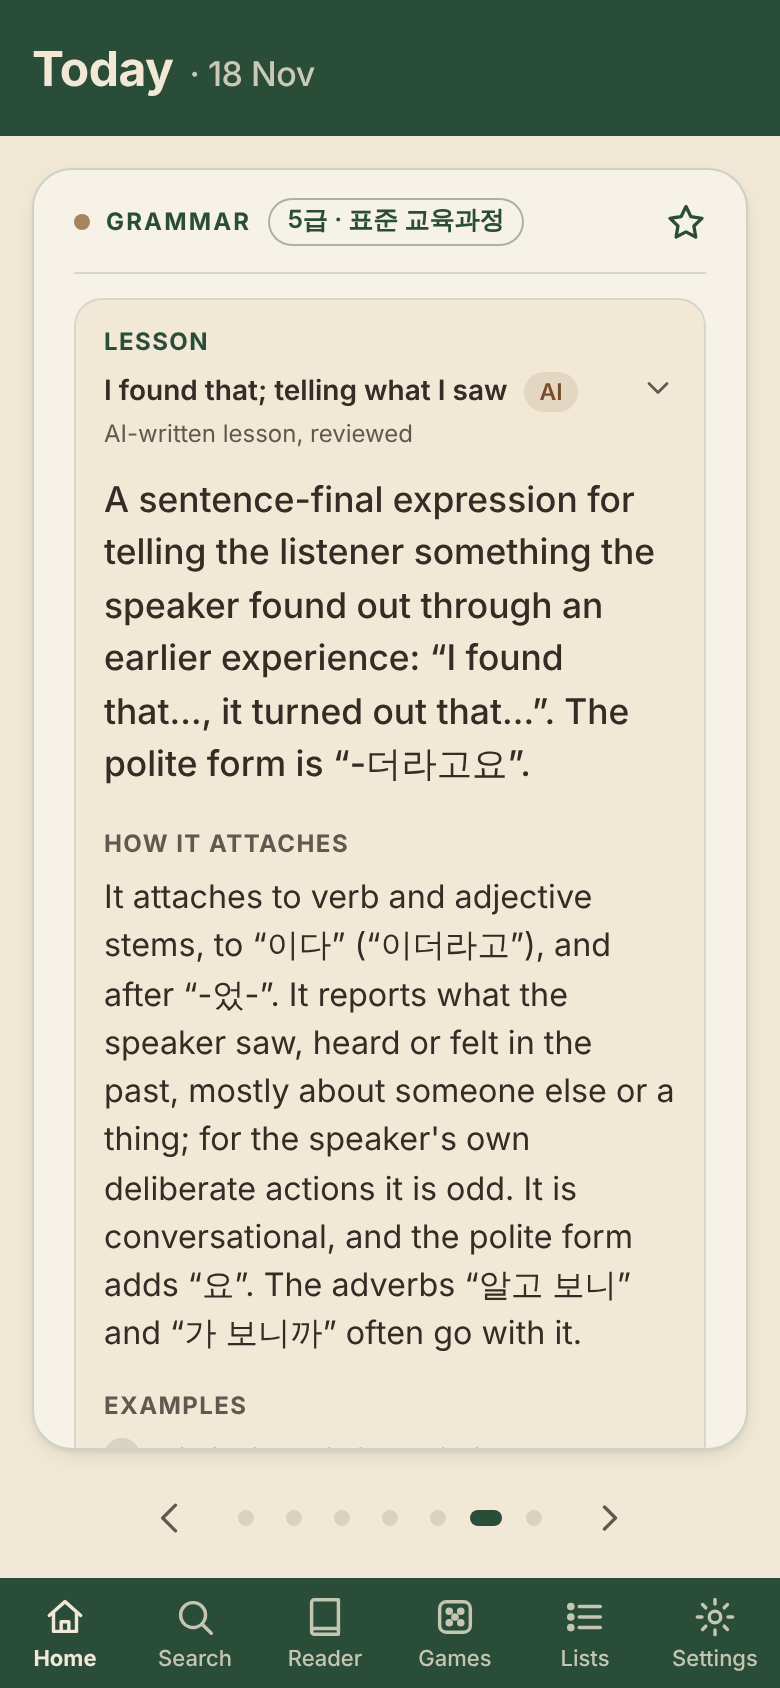 Today · 18 Nov
GRAMMAR 5급 · 표준 교육과정
LESSON
I found that; telling what I saw AI
AI-written lesson, reviewed
A sentence-final expression for
telling the listener something the
speaker found out through an
earlier experience: “I found
that…, it turned out that…”. The
polite form is “-더라고요”.
HOW IT ATTACHES
It attaches to verb and adjective
stems, to “이다” (“이더라고”), and
after “-었-”. It reports what the
speaker saw, heard or felt in the
past, mostly about someone else or a
thing; for the speaker's own
deliberate actions it is odd. It is
conversational, and the polite form
adds “요”. The adverbs “알고 보니”
and “가 보니까” often go with it.
EXAMPLES
Home Search Reader Games Lists Settings